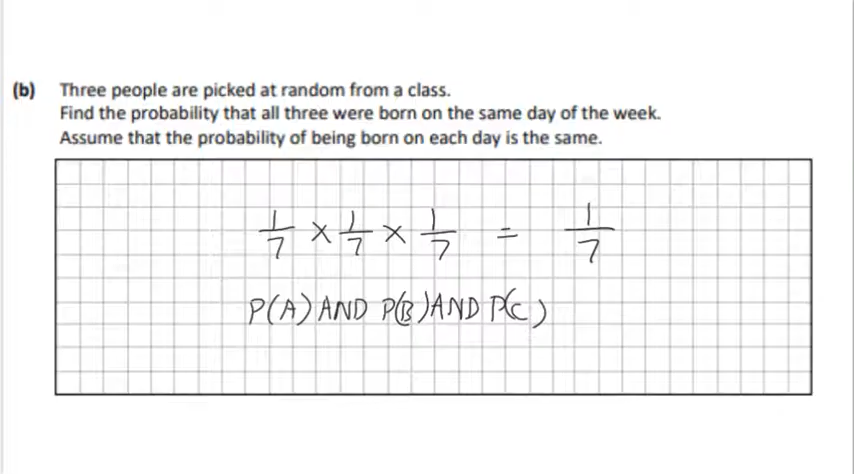 (b) Three people are picked at random from a class.
Find the probability that all three were born on the same day of the week.
Assume that the probability of being born on each day is the same.
1/7 × 1/7 × 1/7 = 1/7
P(A) AND P(B) AND P(C)